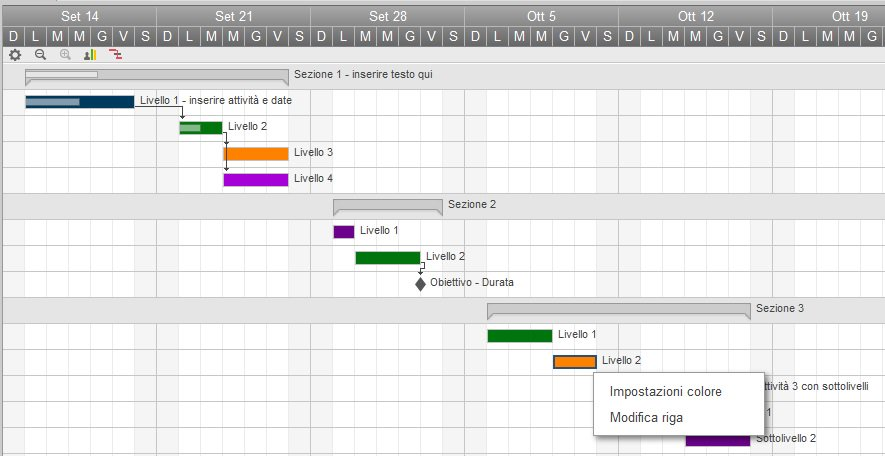 Set 14 Set 21 Set 28 Ott 5 Ott 12 Ott 19
D L M M G V S D L M M G V S D L M M G V S D L M M G V S D L M M G V S D L M M G V
Sezione 1 - inserire testo qui
Livello 1 - inserire attività e date
Livello 2
Livello 3
Livello 4
Sezione 2
Livello 1
Livello 2
Obiettivo - Durata
Sezione 3
Livello 1
Livello 2
ttività 3 con sottolivelli
Impostazioni colore
1
Modifica riga
Sottolivello 2